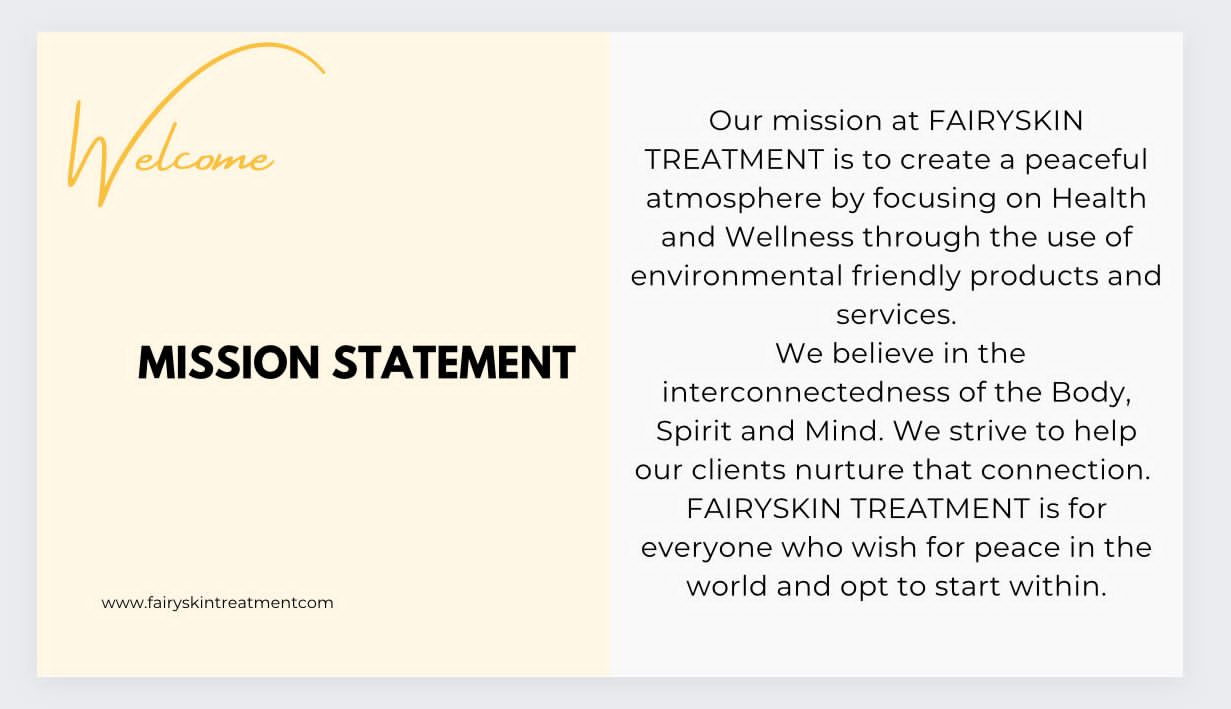 Welcome
MISSION STATEMENT
www.fairyskintreatmentcom
Our mission at FAIRYSKIN
TREATMENT is to create a peaceful
atmosphere by focusing on Health
and Wellness through the use of
environmental friendly products and
services.
We believe in the
interconnectedness of the Body,
Spirit and Mind. We strive to help
our clients nurture that connection.
FAIRYSKIN TREATMENT is for
everyone who wish for peace in the
world and opt to start within.